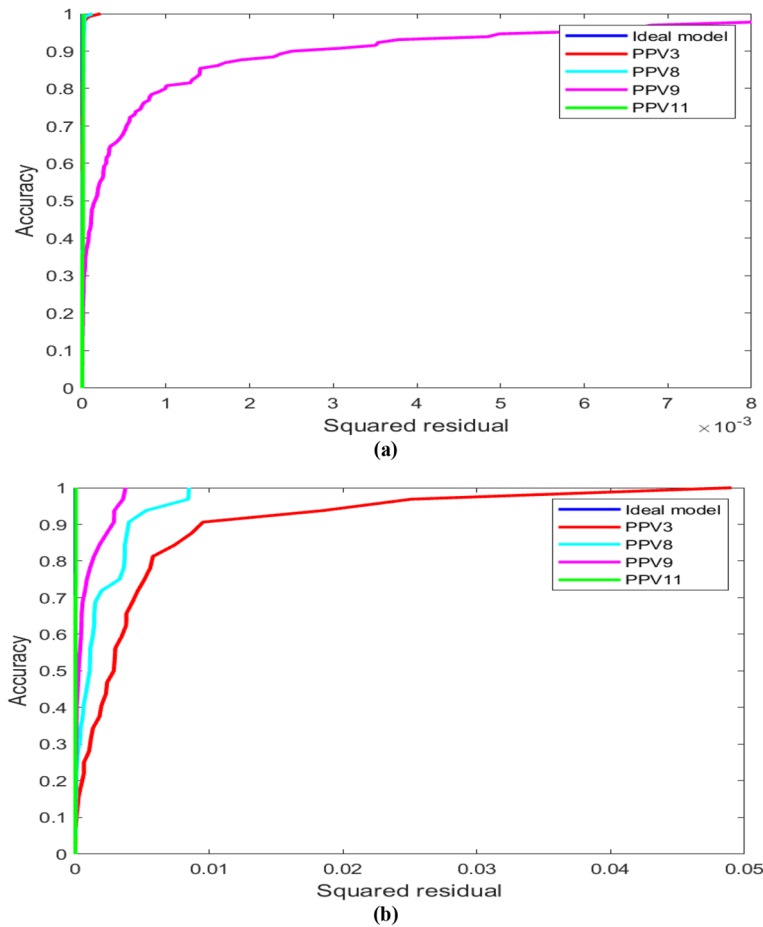 1
0.9
0.8
0.7
0.6
0.5
0.4
0.3
0.2
0.1
0
Accuracy
Ideal model
PPV3
PPV8
PPV9
PPV11
0 1 2 3 4 5 6 7 8
Squared residual
×10⁻³
(a)
1
0.9
0.8
0.7
0.6
0.5
0.4
0.3
0.2
0.1
0
Accuracy
Ideal model
PPV3
PPV8
PPV9
PPV11
0 0.01 0.02 0.03 0.04 0.05
Squared residual
(b)